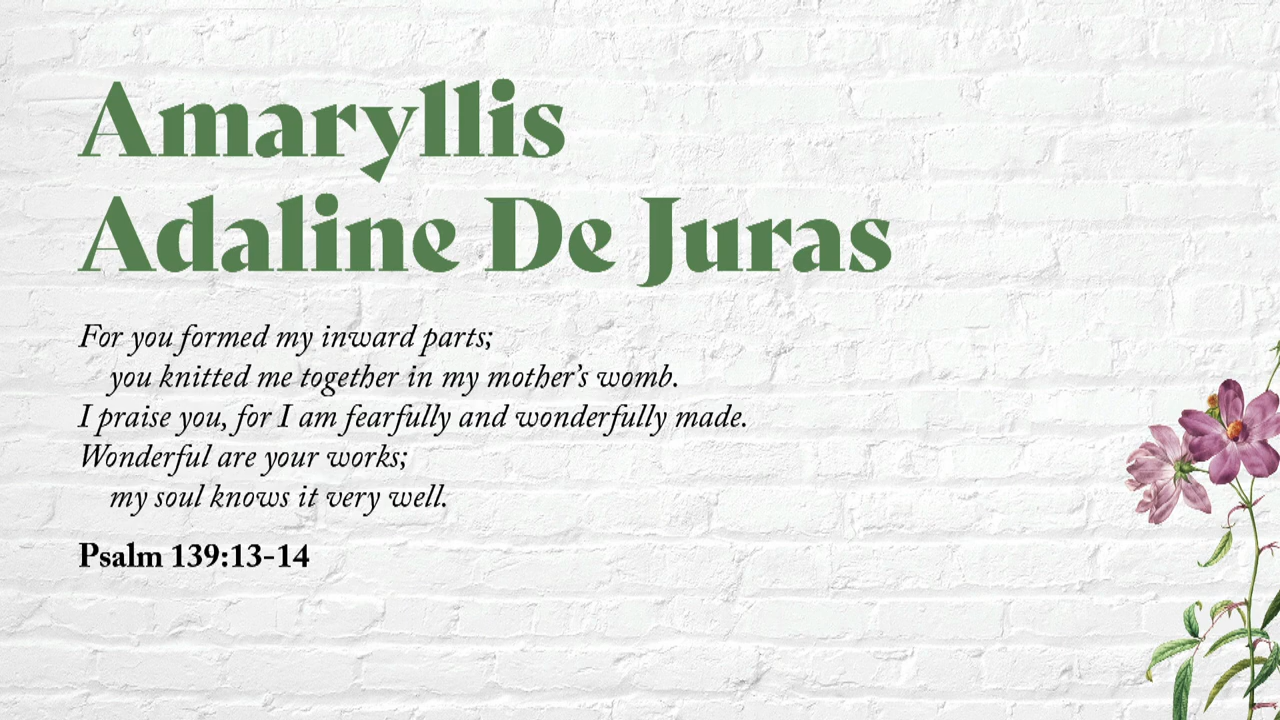 Amaryllis
Adaline De Juras
For you formed my inward parts;
you knitted me together in my mother’s womb.
I praise you, for I am fearfully and wonderfully made.
Wonderful are your works;
my soul knows it very well.
Psalm 139:13-14